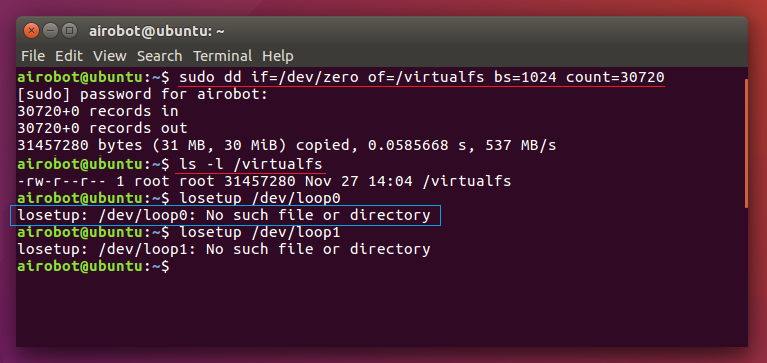 airobot@ubuntu: ~
File Edit View Search Terminal Help
airobot@ubuntu:~$ sudo dd if=/dev/zero of=/virtualfs bs=1024 count=30720
[sudo] password for airobot:
30720+0 records in
30720+0 records out
31457280 bytes (31 MB, 30 MiB) copied, 0.0585668 s, 537 MB/s
airobot@ubuntu:~$ ls -l /virtualfs
-rw-r--r-- 1 root root 31457280 Nov 27 14:04 /virtualfs
airobot@ubuntu:~$ losetup /dev/loop0
losetup: /dev/loop0: No such file or directory
airobot@ubuntu:~$ losetup /dev/loop1
losetup: /dev/loop1: No such file or directory
airobot@ubuntu:~$